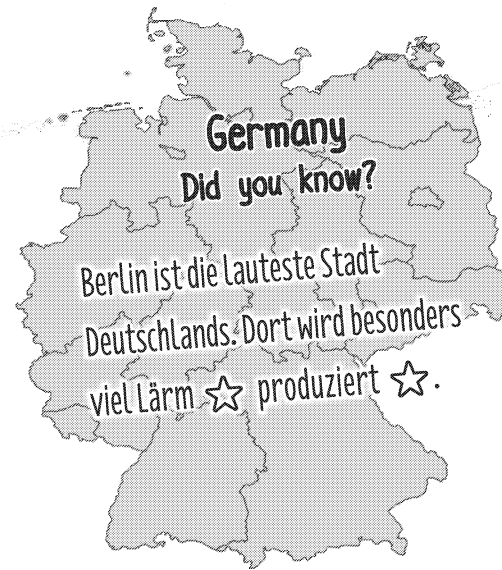 Germany
Did you know?
Berlin ist die lauteste Stadt
Deutschlands. Dort wird besonders
viel Lärm ☆ produziert ☆.